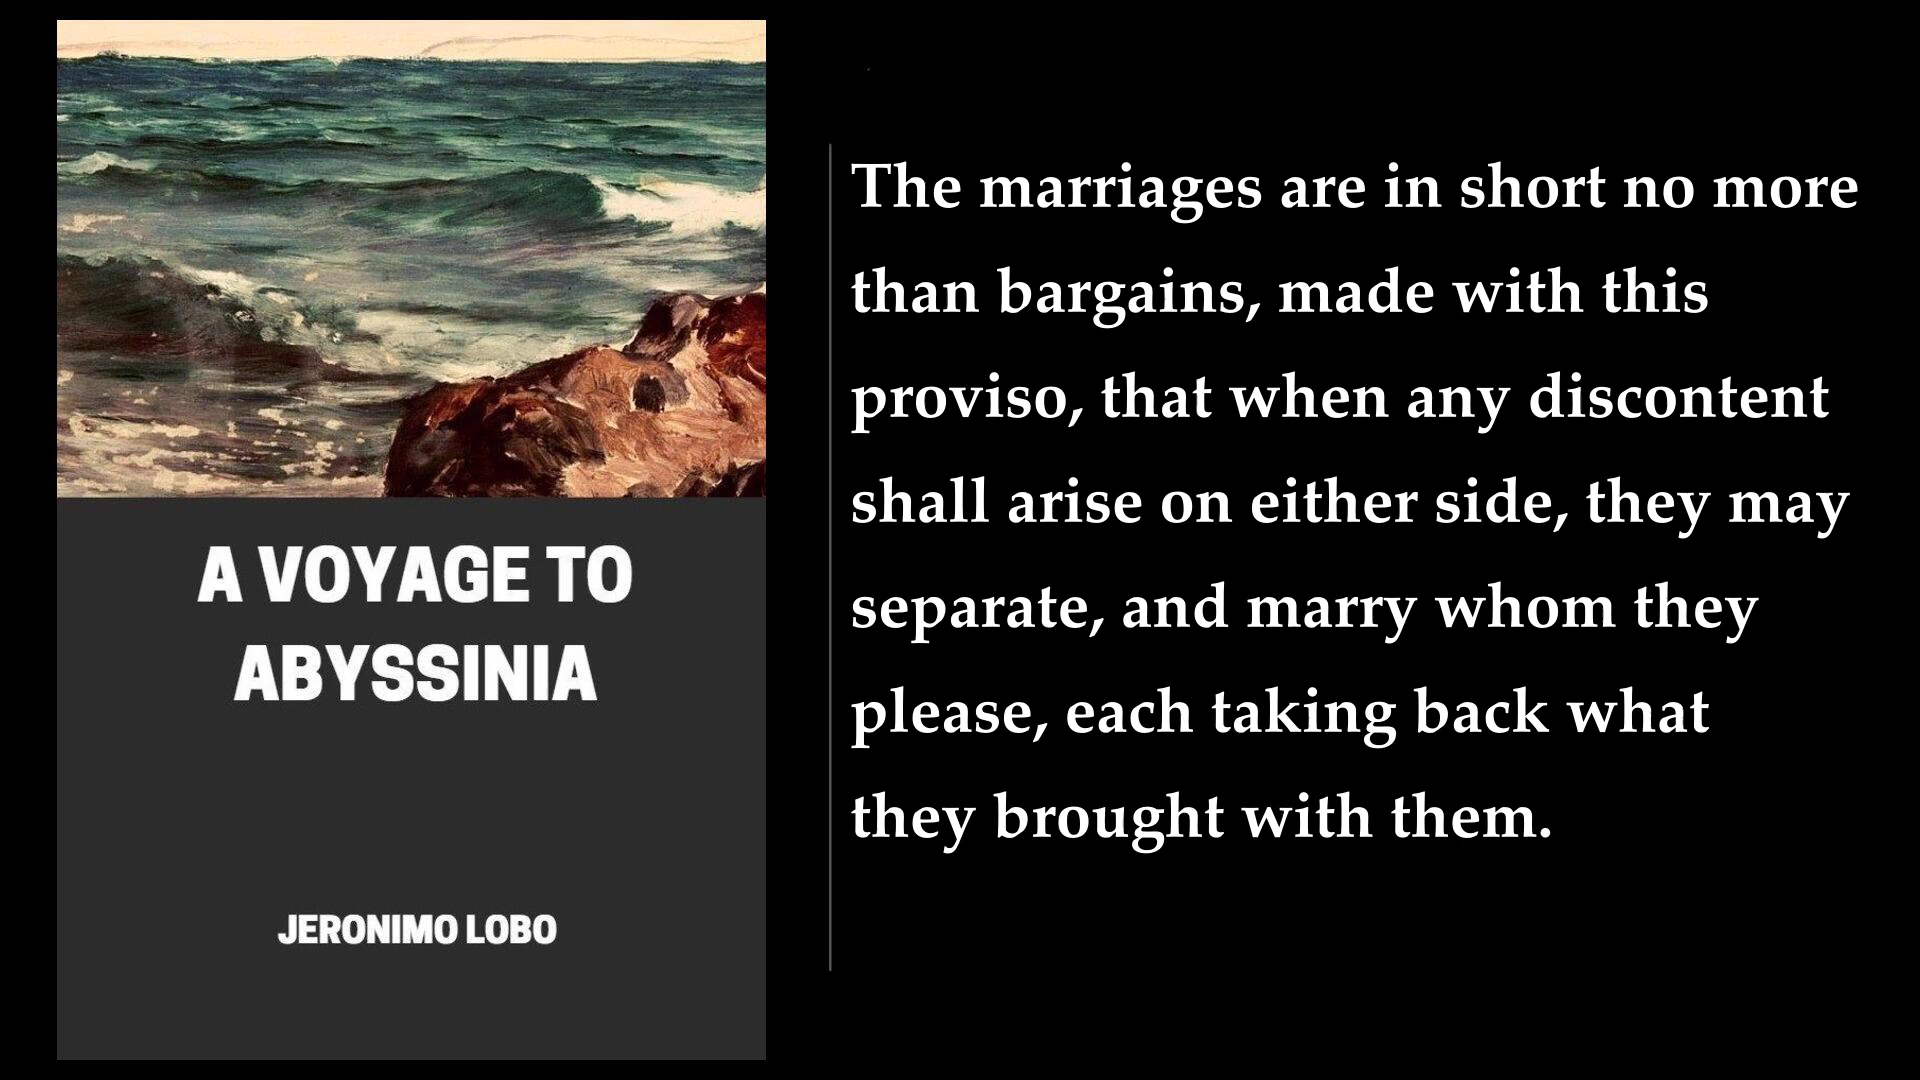 A VOYAGE TO
ABYSSINIA
JERONIMO LOBO
The marriages are in short no more
than bargains, made with this
proviso, that when any discontent
shall arise on either side, they may
separate, and marry whom they
please, each taking back what
they brought with them.